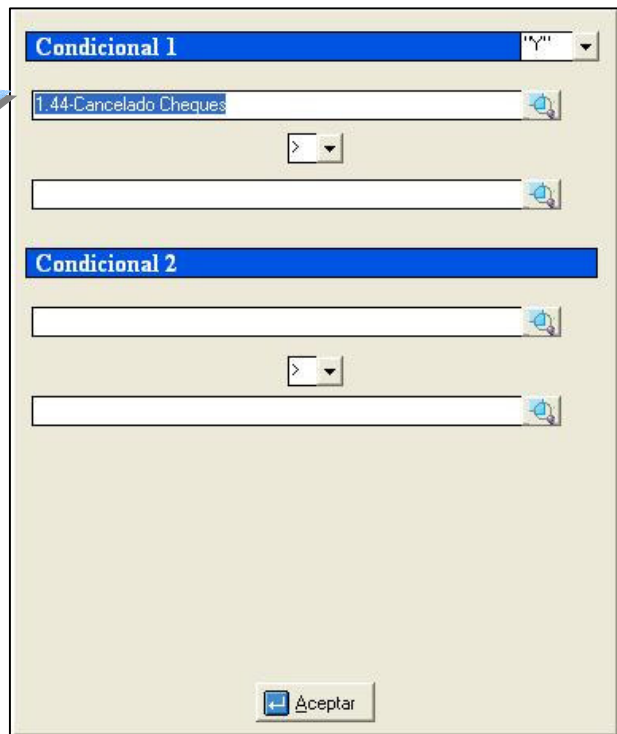 Condicional 1 "Y"
1.44-Cancelado Cheques
>
Condicional 2
>
Aceptar